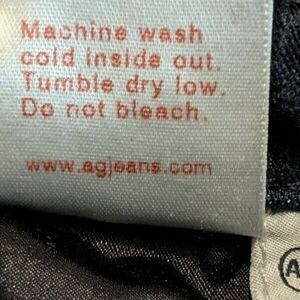 Machine wash
cold inside out.
Tumble dry low.
Do not bleach.
www.agjeans.com
A